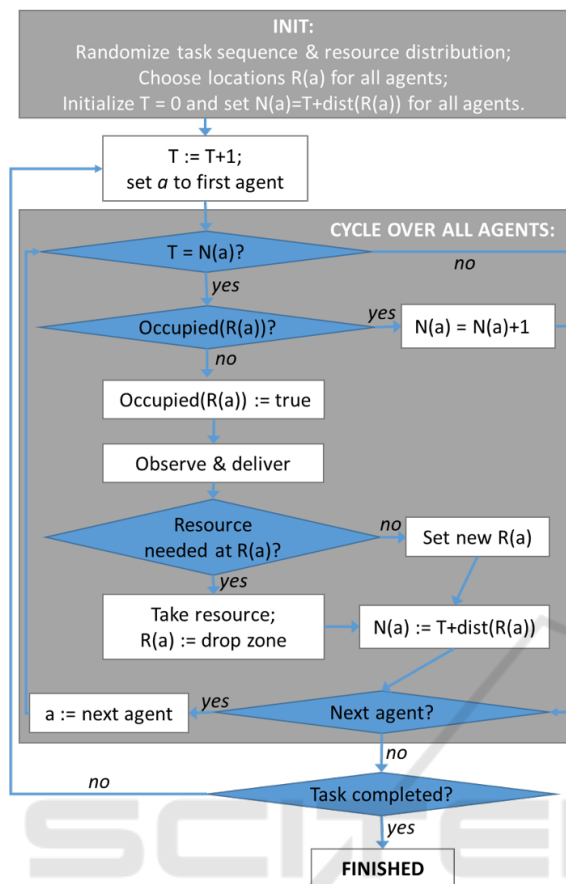 INIT:
Randomize task sequence & resource distribution;
Choose locations R(a) for all agents;
Initialize T = 0 and set N(a)=T+dist(R(a)) for all agents.
T := T+1;
set a to first agent
CYCLE OVER ALL AGENTS:
T = N(a)?
no
yes
Occupied(R(a))?
yes
N(a) = N(a)+1
no
Occupied(R(a)) := true
Observe & deliver
Resource
needed at R(a)?
no
Set new R(a)
yes
Take resource;
R(a) := drop zone
N(a) := T+dist(R(a))
a := next agent
yes
Next agent?
no
no
Task completed?
yes
FINISHED